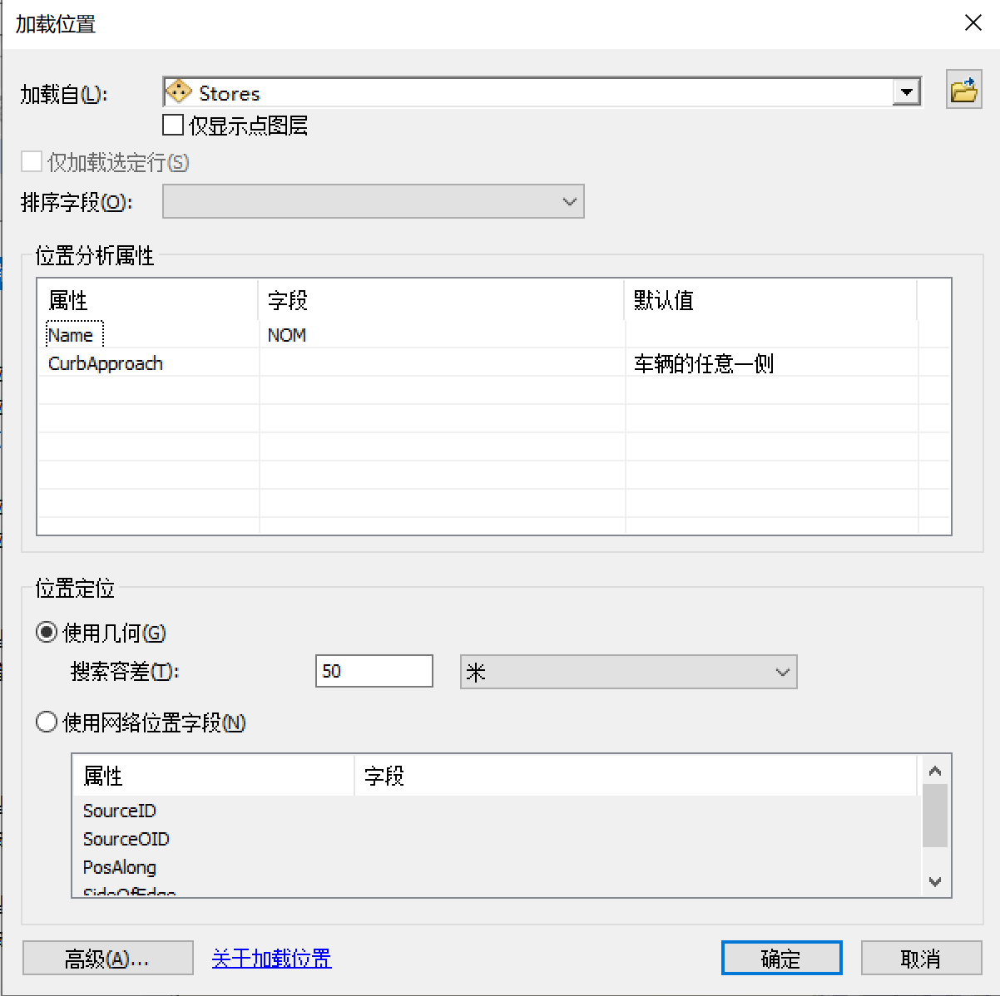 加载位置
加载自(L):
Stores
仅显示点图层
仅加载选定行(S)
排序字段(O):
位置分析属性
属性 字段 默认值
Name NOM
CurbApproach 车辆的任意一侧
位置定位
使用几何(G)
搜索容差(T): 50 米
使用网络位置字段(N)
属性 字段
SourceID
SourceOID
PosAlong
SideOfEdge
高级(A)... 关于加载位置 确定 取消